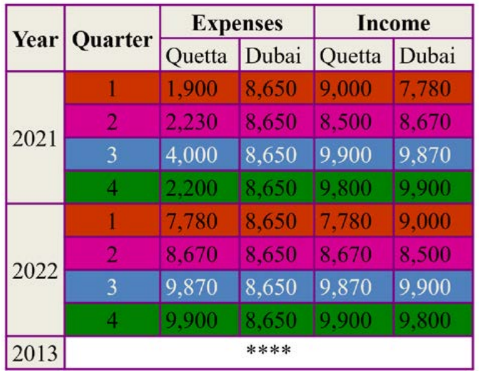 Year Quarter Expenses Income
Quetta Dubai Quetta Dubai
2021
1 1,900 8,650 9,000 7,780
2 2,230 8,650 8,500 8,670
3 4,000 8,650 9,900 9,870
4 2,200 8,650 9,800 9,900
2022
1 7,780 8,650 7,780 9,000
2 8,670 8,650 8,670 8,500
3 9,870 8,650 9,870 9,900
4 9,900 8,650 9,900 9,800
2013 ****